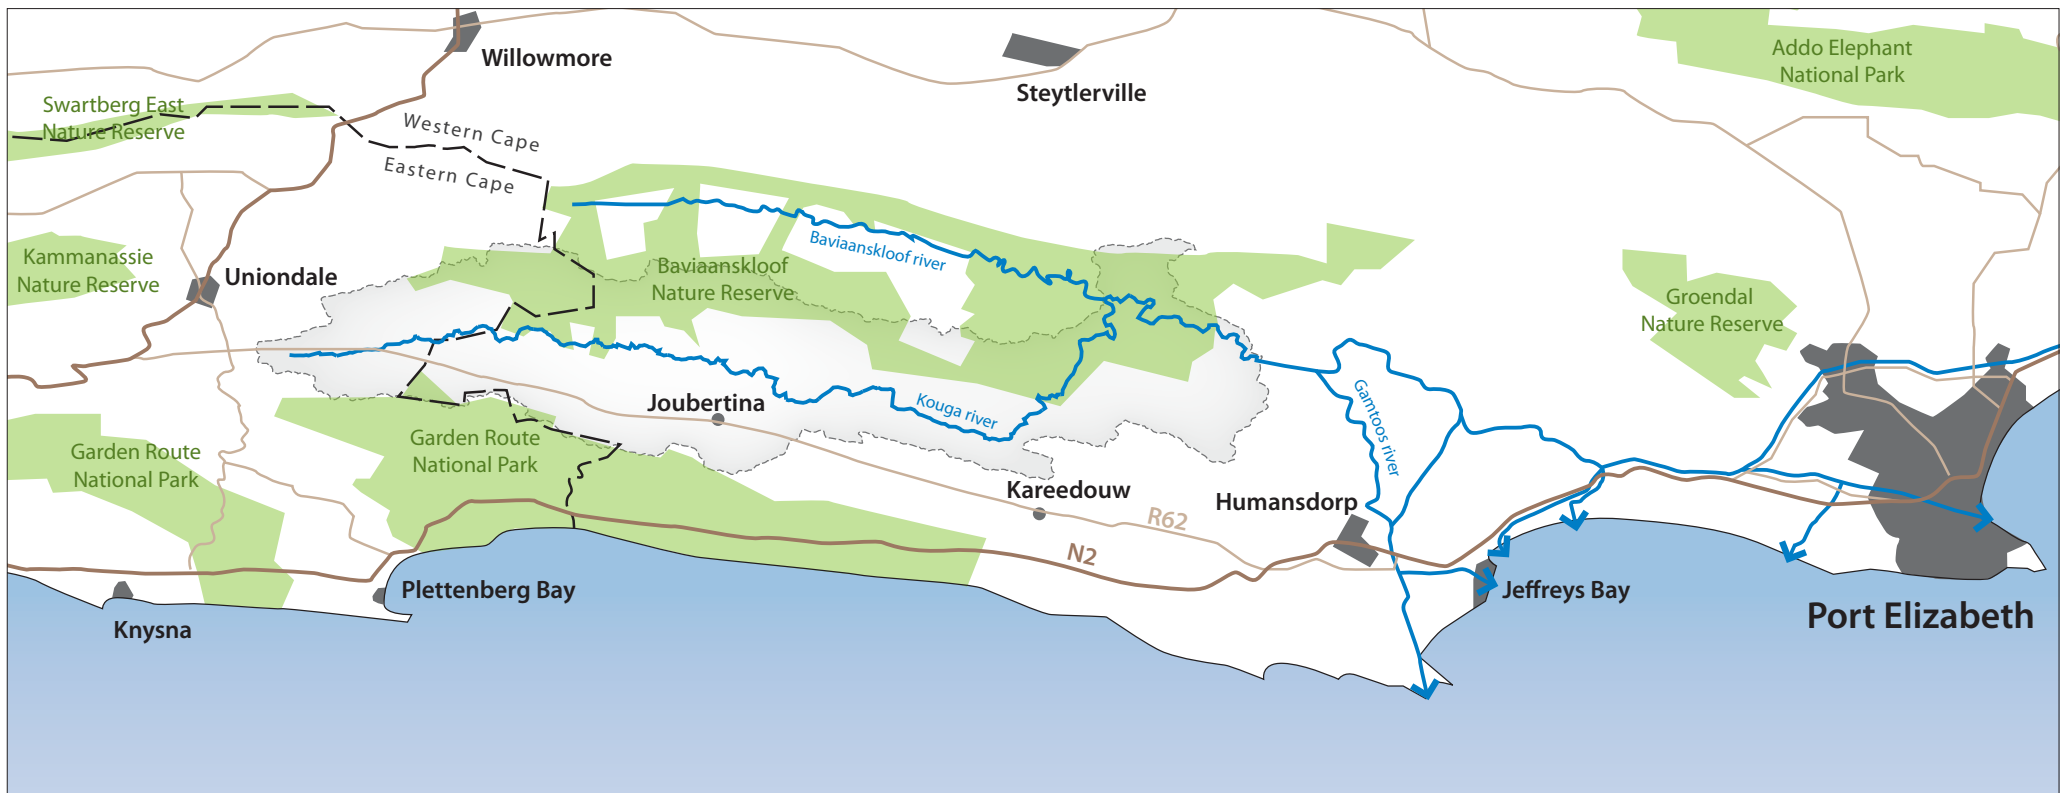 Willowmore
Steytlerville
Addo Elephant
National Park
Swartberg East
Nature Reserve
Western Cape
Eastern Cape
Kammanassie
Nature Reserve
Uniondale
Baviaanskloof river
Baviaanskloof
Nature Reserve
Groendal
Nature Reserve
Joubertina
Kouga river
Gamtoos river
Garden Route
National Park
Garden Route
National Park
Kareedouw
Humansdorp
R62
N2
Plettenberg Bay
Jeffreys Bay
Knysna
Port Elizabeth